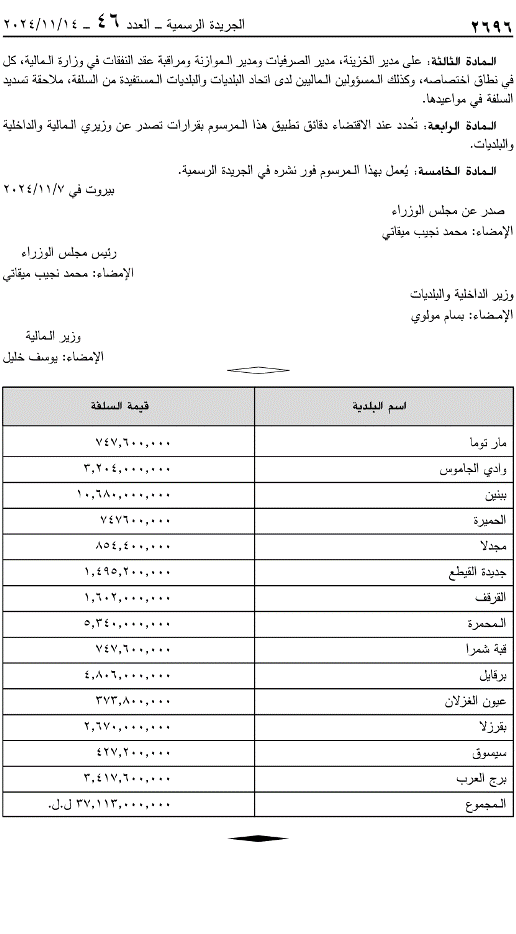 ٢٦٩٦ الجريدة الرسمية ــ العدد ٤٦ ــ ٢٠٢٤/١١/١٤
المادة الثالثة: على مدير الخزينة، مدير الصرفيات ومدير الموازنة ومراقبة عقد النفقات في وزارة المالية، كل
في نطاق اختصاصه، وكذلك المسؤولين الماليين لدى اتحاد البلديات والبلديات المستفيدة من السلفة، ملاحقة تسديد
السلفة في مواعيدها.
المادة الرابعة: تُحدد عند الاقتضاء دقائق تطبيق هذا المرسوم بقرارات تصدر عن وزيري المالية والداخلية
والبلديات.
المادة الخامسة: يُعمل بهذا المرسوم فور نشره في الجريدة الرسمية.
بيروت في ٢٠٢٤/١١/٧
صدر عن مجلس الوزراء
الإمضاء: محمد نجيب ميقاتي
رئيس مجلس الوزراء
الإمضاء: محمد نجيب ميقاتي
وزير الداخلية والبلديات
الإمضاء: بسام مولوي
وزير المالية
الإمضاء: يوسف خليل
اسم البلدية قيمة السلفة
مار توما ٧٤٧,٦٠٠,٠٠٠
وادي الجاموس ٣,٢٠٤,٠٠٠,٠٠٠
ببنين ١٠,٦٨٠,٠٠٠,٠٠٠
الحميرة ٧٤٧٦٠٠,٠٠٠
مجدلا ٨٥٤,٤٠٠,٠٠٠
جديدة القيطع ١,٤٩٥,٢٠٠,٠٠٠
القرقف ١,٦٠٢,٠٠٠,٠٠٠
المحمرة ٥,٣٤٠,٠٠٠,٠٠٠
قبة شمرا ٧٤٧,٦٠٠,٠٠٠
برقايل ٤,٨٠٦,٠٠٠,٠٠٠
عيون الغزلان ٣٧٣,٨٠٠,٠٠٠
بقرزلا ٢,٦٧٠,٠٠٠,٠٠٠
سيسوق ٤٢٧,٢٠٠,٠٠٠
برج العرب ٣,٤١٧,٦٠٠,٠٠٠
المجموع ٣٧,١١٣,٠٠٠,٠٠٠ ل.ل.